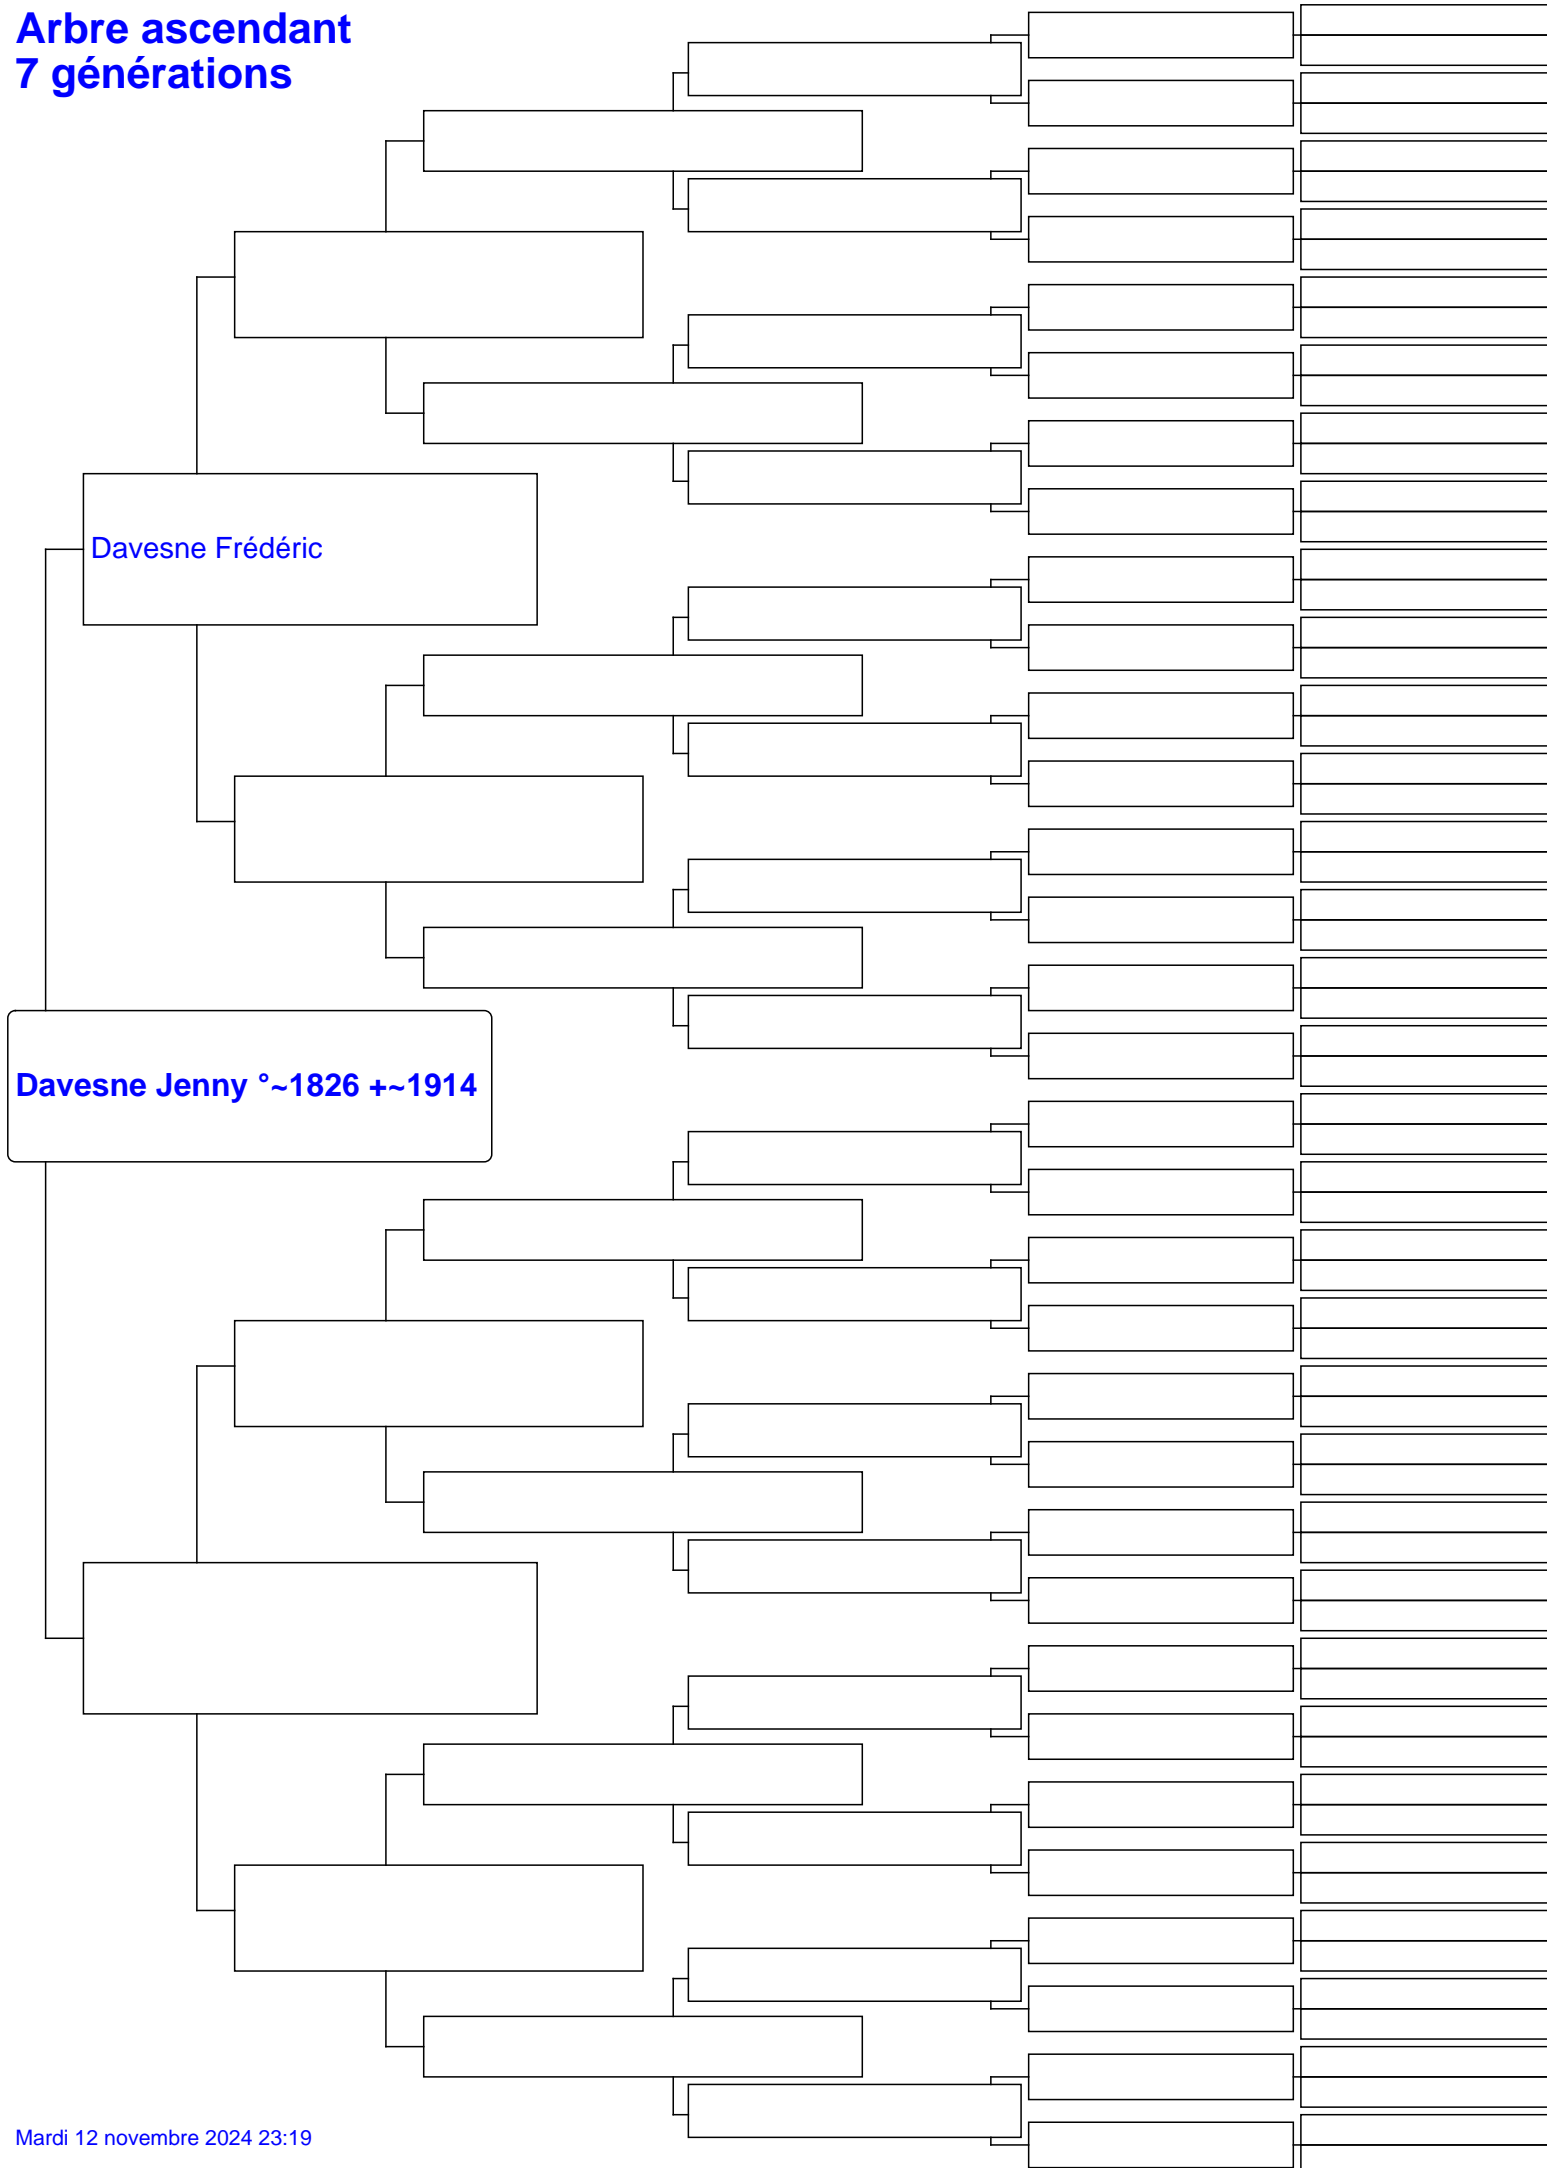 Arbre ascendant
7 générations
Davesne Frédéric
Davesne Jenny °~1826 +~1914
Mardi 12 novembre 2024 23:19